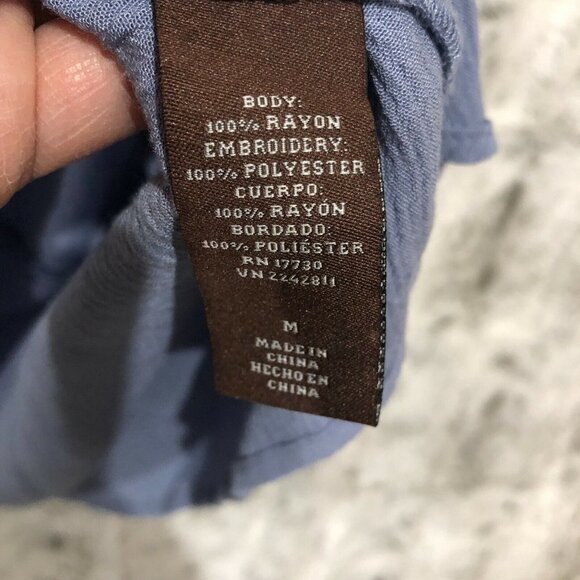 BODY:
100% RAYON
EMBROIDERY:
100% POLYESTER
CUERPO:
100% RAYÓN
BORDADO:
100% POLIÉSTER
RN 17730
VN 2242811
M
MADE IN
CHINA
HECHO EN
CHINA